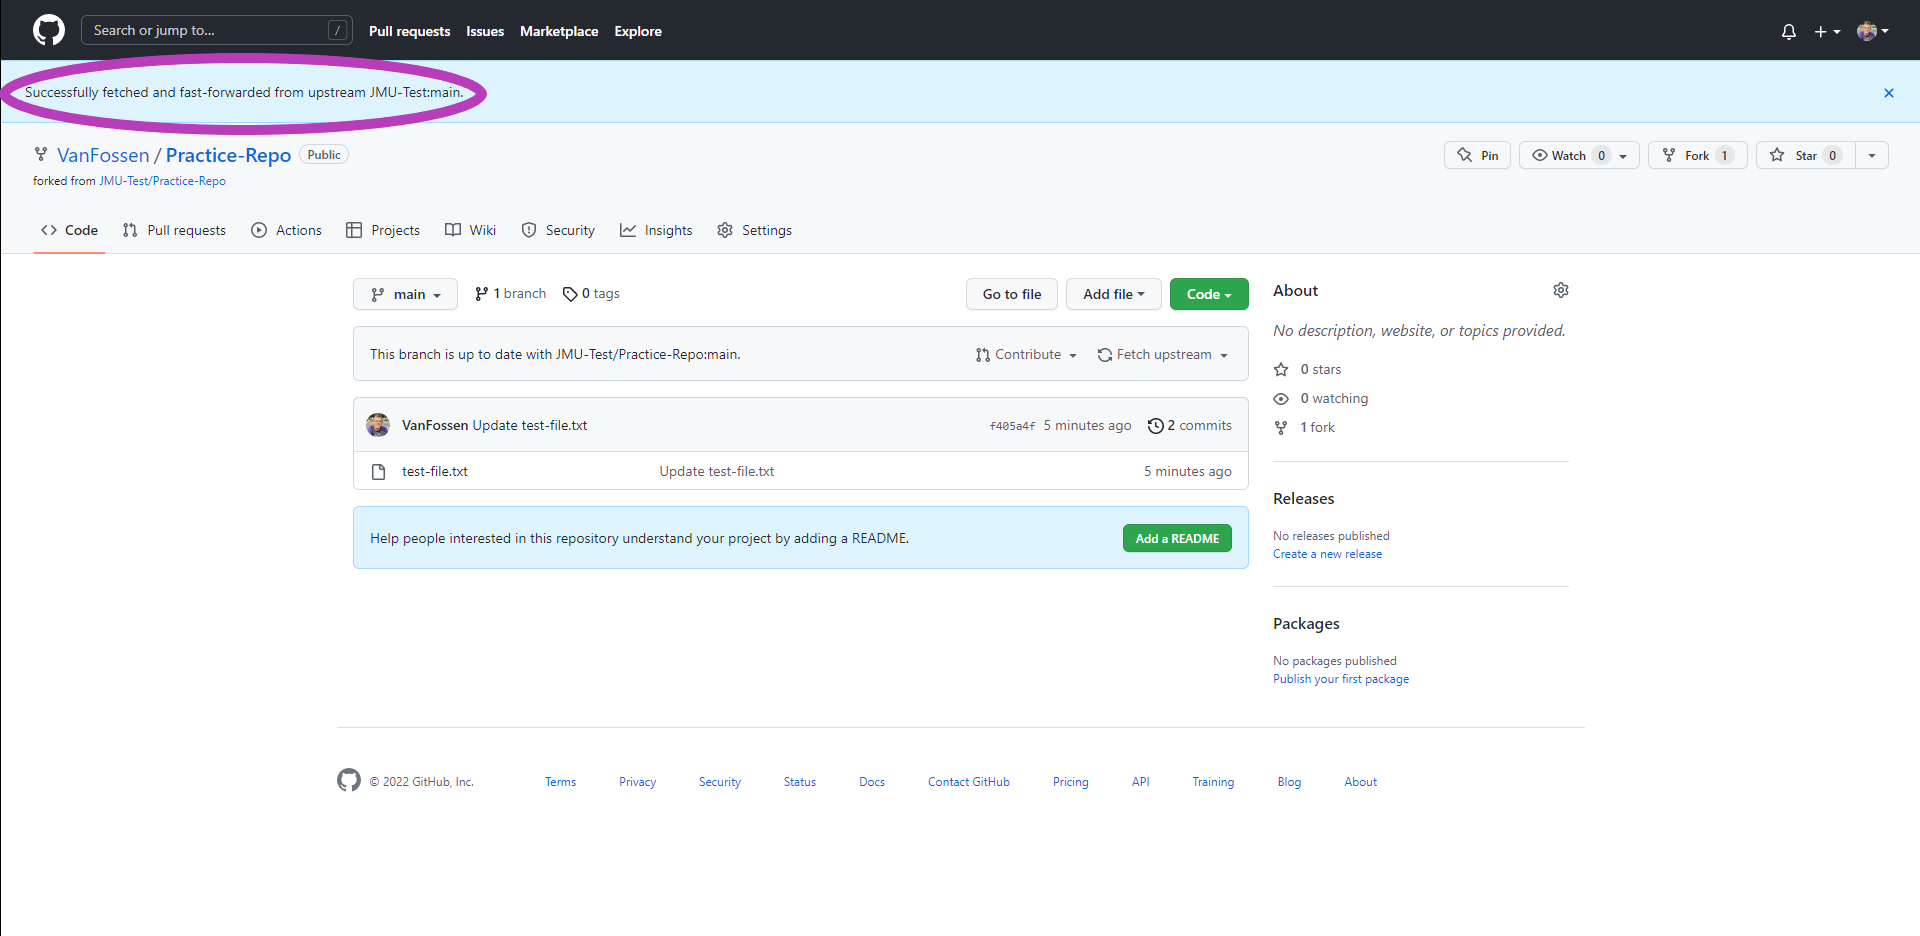 Search or jump to... /
Pull requests Issues Marketplace Explore
Successfully fetched and fast-forwarded from upstream JMU-Test:main.
VanFossen / Practice-Repo Public
Pin Watch 0 Fork 1 Star 0
forked from JMU-Test/Practice-Repo
Code Pull requests Actions Projects Wiki Security Insights Settings
main 1 branch 0 tags Go to file Add file Code
About
No description, website, or topics provided.
This branch is up to date with JMU-Test/Practice-Repo:main. Contribute Fetch upstream
0 stars
0 watching
1 fork
VanFossen Update test-file.txt f405a4f 5 minutes ago 2 commits
test-file.txt Update test-file.txt 5 minutes ago
Releases
No releases published
Create a new release
Help people interested in this repository understand your project by adding a README. Add a README
Packages
No packages published
Publish your first package
© 2022 GitHub, Inc. Terms Privacy Security Status Docs Contact GitHub Pricing API Training Blog About